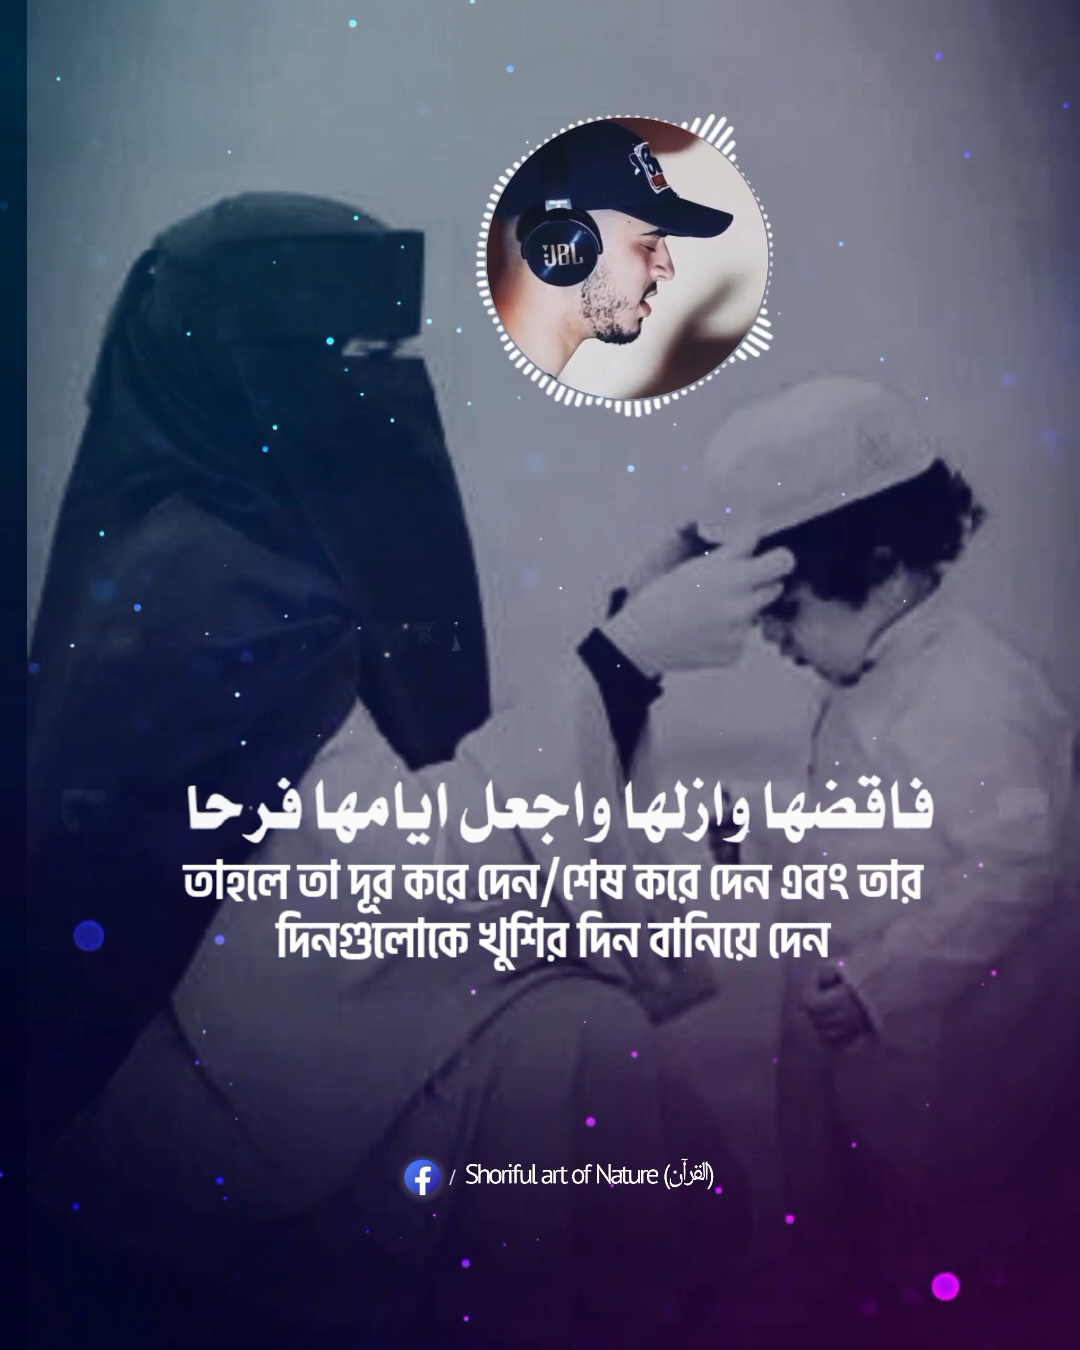 JBL
فاقضها وازلها واجعل ايامها فرحا
তাহলে তা দূর করে দেন/শেষ করে দেন এবং তার
দিনগুলোকে খুশির দিন বানিয়ে দেন
f / Shoriful art of Nature (القرآن)